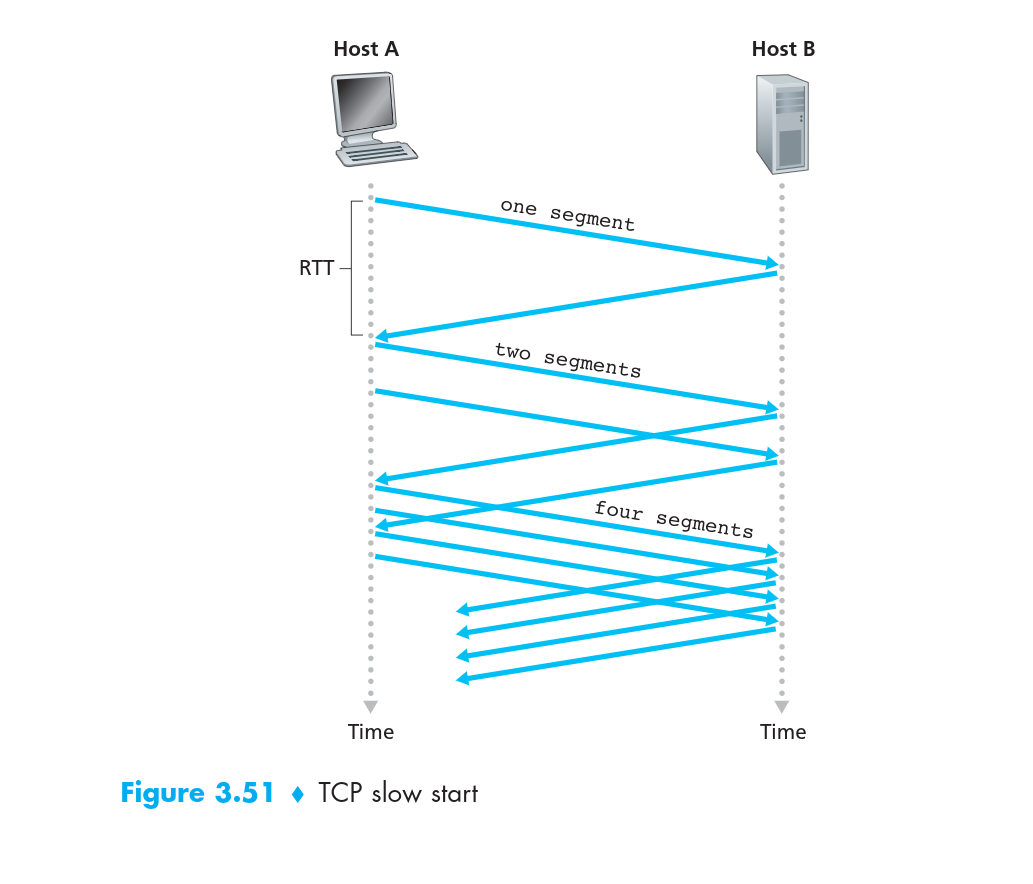 Host A
Host B
one segment
RTT
two segments
four segments
Time
Time
Figure 3.51 ♦ TCP slow start